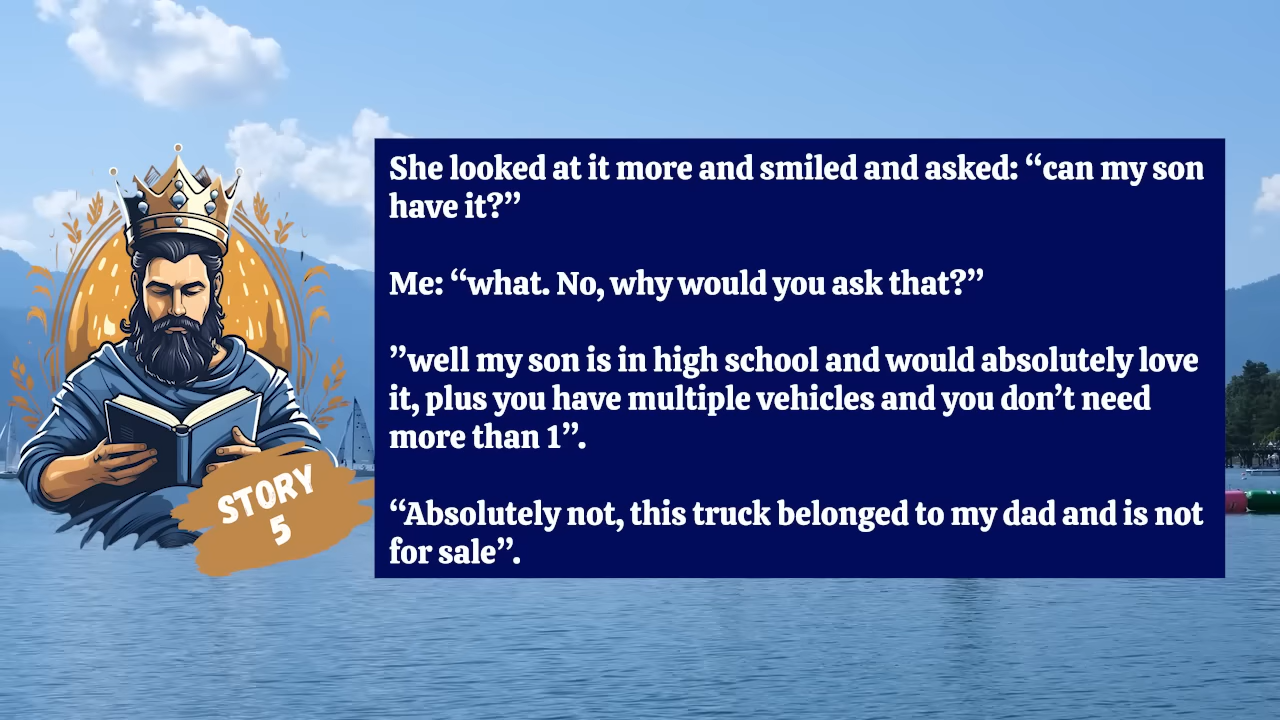 She looked at it more and smiled and asked: “can my son
have it?”
Me: “what. No, why would you ask that?”
”well my son is in high school and would absolutely love
it, plus you have multiple vehicles and you don’t need
more than 1”.
“Absolutely not, this truck belonged to my dad and is not
for sale”.
STORY
5